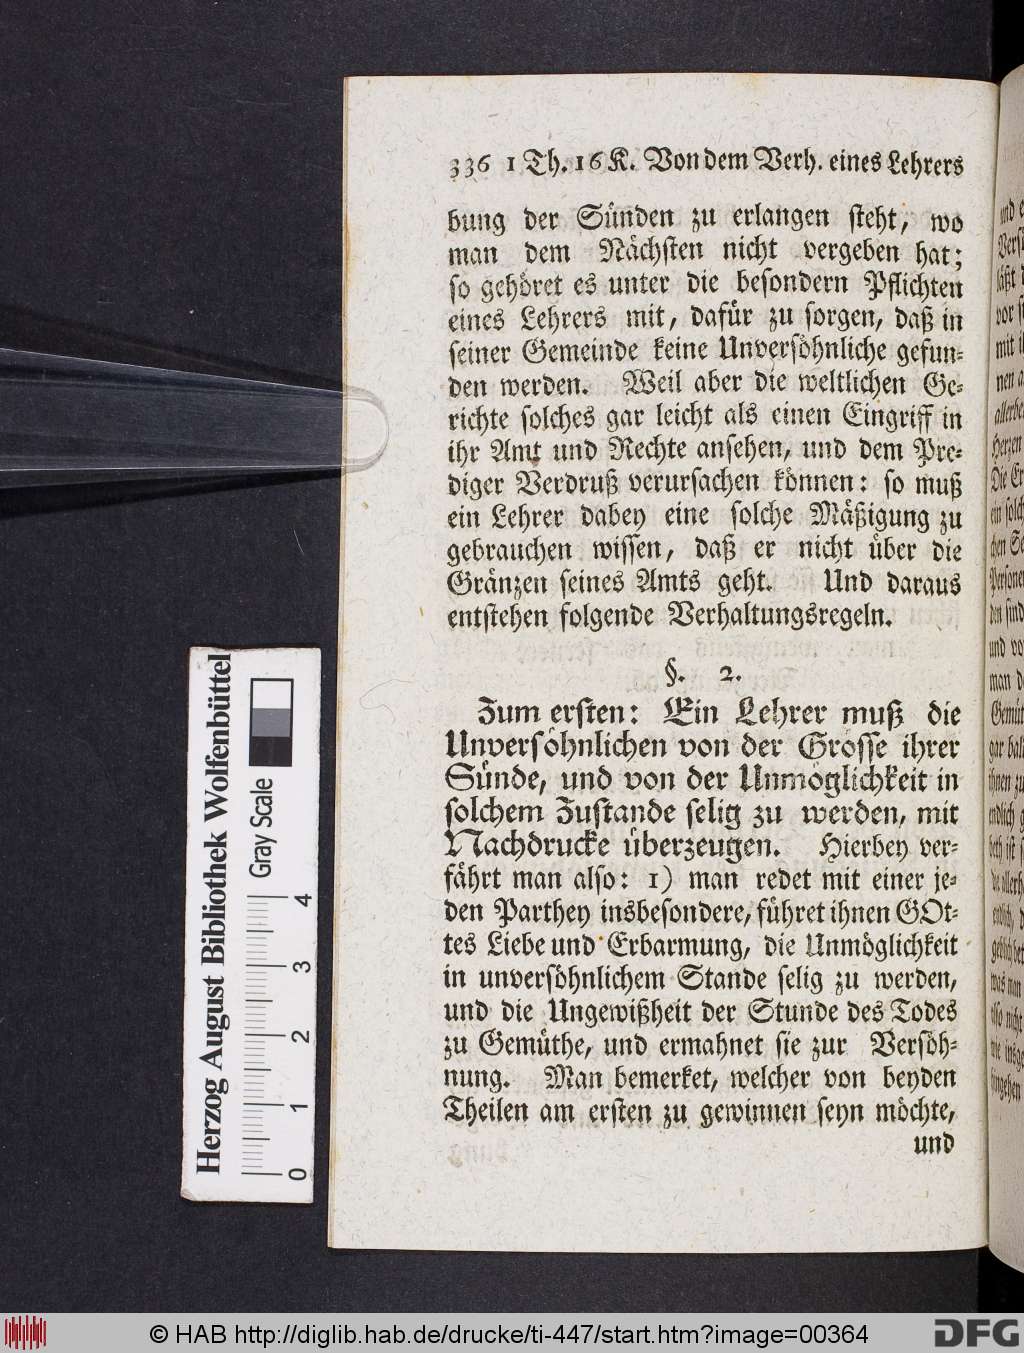 336 1 Th. 16 K. Von dem Verh. eines Lehrers
bung der Sünden zu erlangen steht, wo
man dem Nächsten nicht vergeben hat;
so gehöret es unter die besondern Pflichten
eines Lehrers mit, dafür zu sorgen, daß in
seiner Gemeinde keine Unversöhnliche gefun-
den werden. Weil aber die weltlichen Ge-
richte solches gar leicht als einen Eingriff in
ihr Amt und Rechte ansehen, und dem Pre-
diger Verdruß verursachen können: so muß
ein Lehrer dabey eine solche Mäßigung zu
gebrauchen wissen, daß er nicht über die
Gränzen seines Amts geht. Und daraus
entstehen folgende Verhaltungsregeln.
§. 2.
Zum ersten: Ein Lehrer muß die
Unversöhnlichen von der Grösse ihrer
Sünde, und von der Unmöglichkeit in
solchem Zustande selig zu werden, mit
Nachdrucke überzeugen. Hierbey ver-
fährt man also: 1) man redet mit einer je-
den Parthey insbesondere, führet ihnen GOt-
tes Liebe und Erbarmung, die Unmöglichkeit
in unversöhnlichem Stande selig zu werden,
und die Ungewißheit der Stunde des Todes
zu Gemüthe, und ermahnet sie zur Versöh-
nung. Man bemerket, welcher von beyden
Theilen am ersten zu gewinnen seyn möchte,
und
Herzog August Bibliothek Wolfenbüttel
Gray Scale
0 1 2 3 4
© HAB http://diglib.hab.de/drucke/ti-447/start.htm?image=00364
DFG